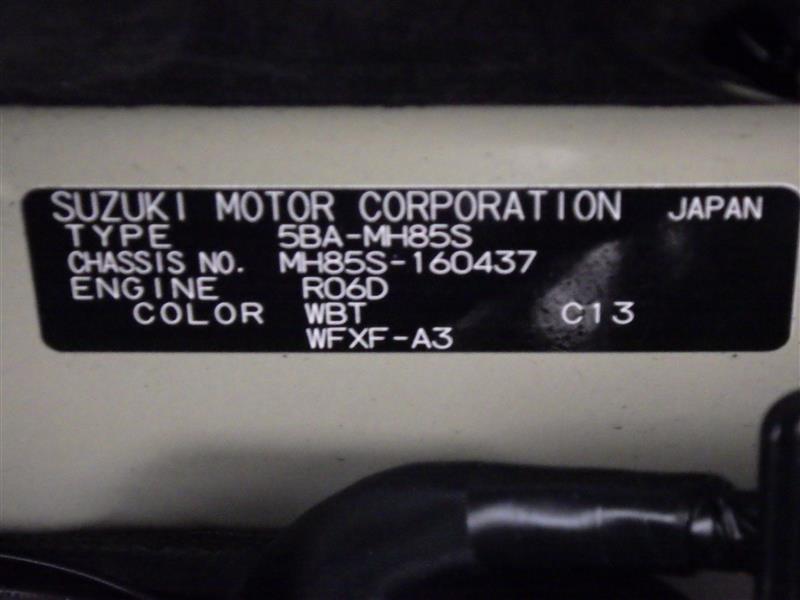 SUZUKI MOTOR CORPORATION JAPAN
TYPE 5BA-MH85S
CHASSIS NO. MH85S-160437
ENGINE R06D
COLOR WBT C13
WFXF-A3